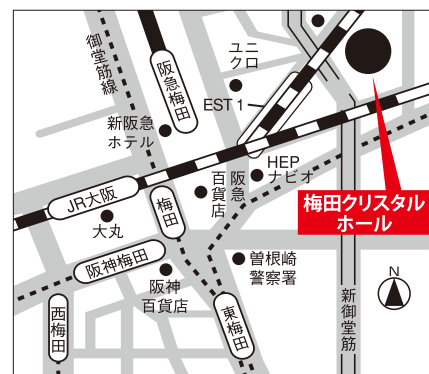 御堂筋線
阪急梅田
ユニ
クロ
EST 1
新阪急
ホテル
HEP
ナビオ
阪急
百貨店
梅田
JR大阪
大丸
梅田クリスタル
ホール
阪神梅田
阪神
百貨店
曽根崎
警察署
N
西梅田
東梅田
新御堂筋